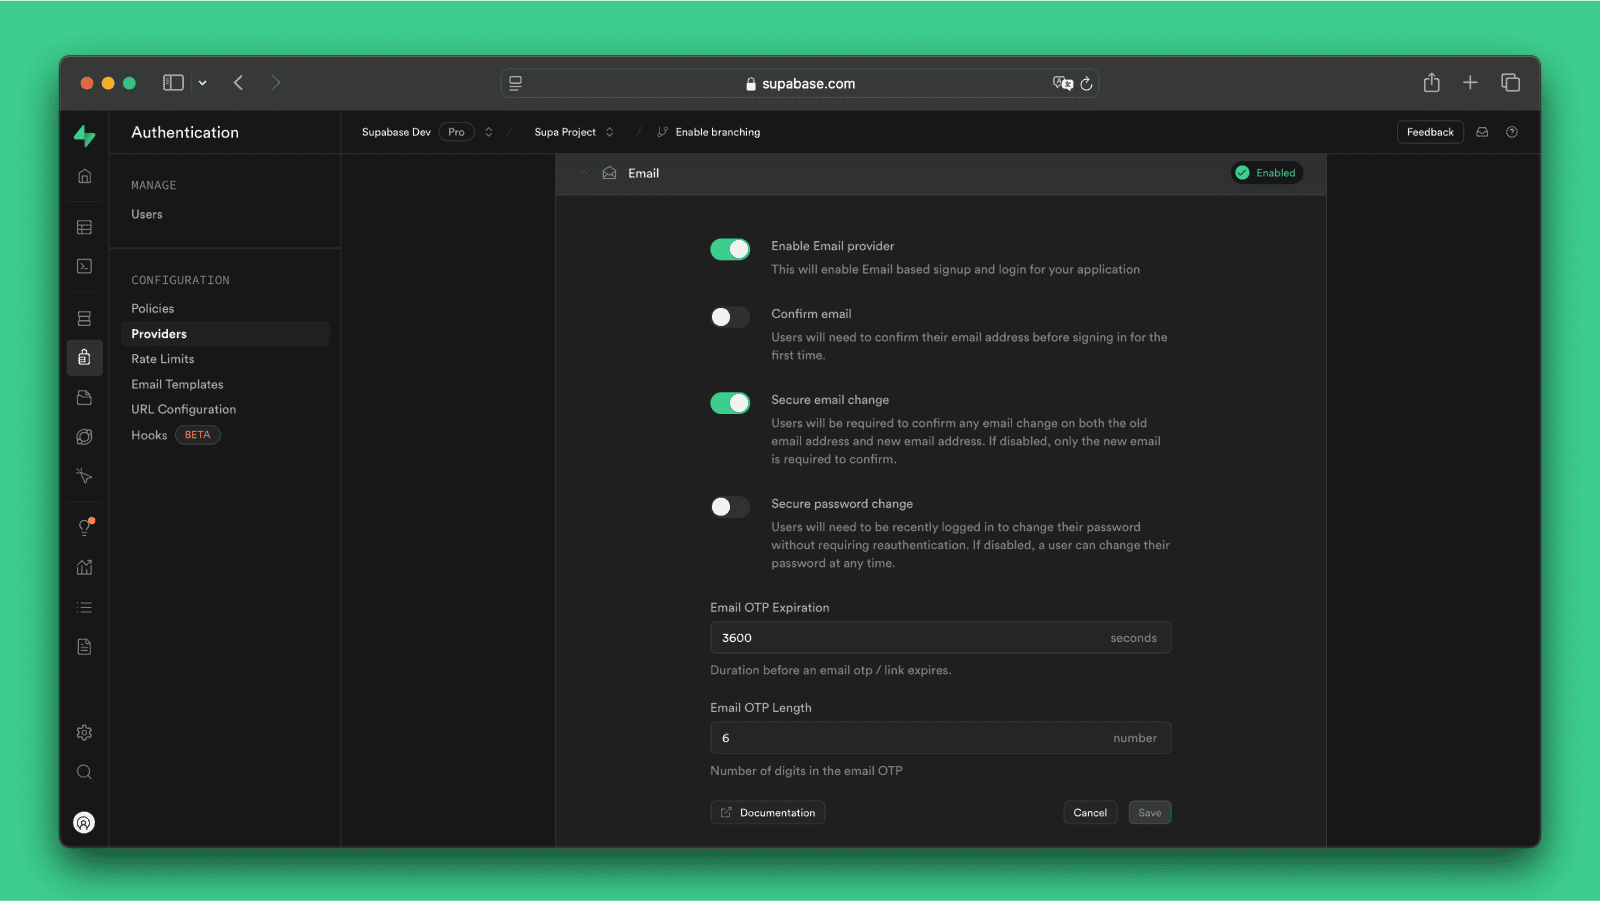 supabase.com
Authentication
Supabase Dev Pro / Supa Project / Enable branching
Feedback
MANAGE
Users
CONFIGURATION
Policies
Providers
Rate Limits
Email Templates
URL Configuration
Hooks BETA
Email
Enabled
Enable Email provider
This will enable Email based signup and login for your application
Confirm email
Users will need to confirm their email address before signing in for the
first time.
Secure email change
Users will be required to confirm any email change on both the old
email address and new email address. If disabled, only the new email
is required to confirm.
Secure password change
Users will need to be recently logged in to change their password
without requiring reauthentication. If disabled, a user can change their
password at any time.
Email OTP Expiration
3600 seconds
Duration before an email otp / link expires.
Email OTP Length
6 number
Number of digits in the email OTP
Documentation
Cancel
Save